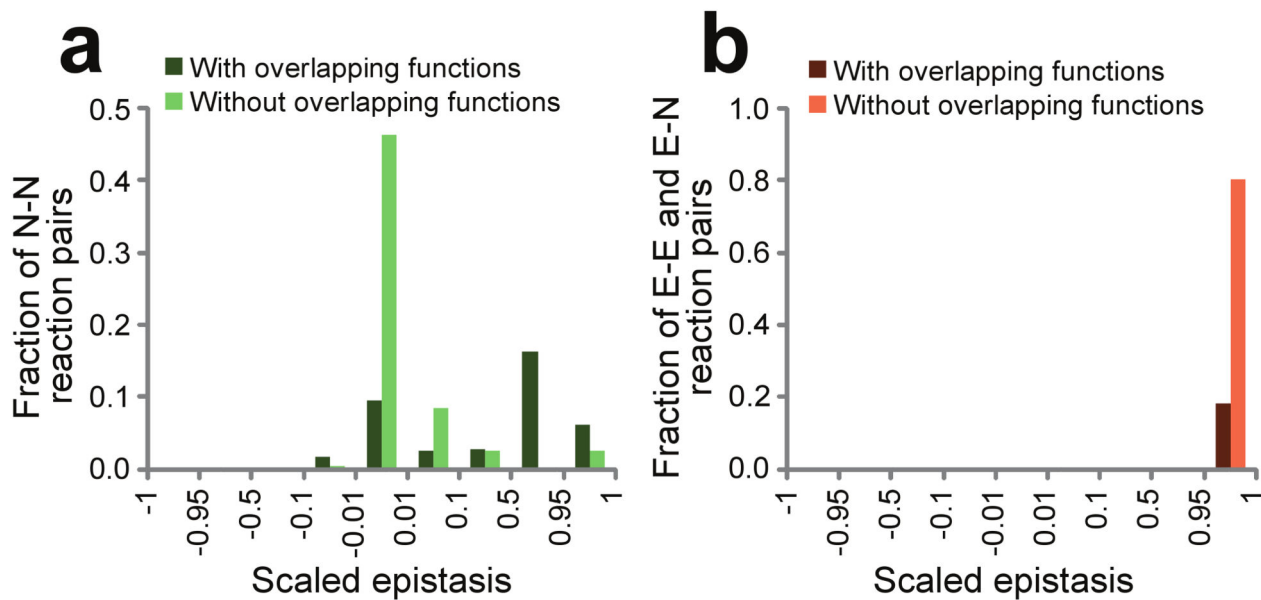 a
With overlapping functions
Without overlapping functions
0.5
0.4
0.3
0.2
0.1
0.0
Fraction of N-N
reaction pairs
-1
-0.95
-0.5
-0.1
-0.01
0.01
0.1
0.5
0.95
1
Scaled epistasis
b
With overlapping functions
Without overlapping functions
1.0
0.8
0.6
0.4
0.2
0.0
Fraction of E-E and E-N
reaction pairs
-1
-0.95
-0.5
-0.1
-0.01
0.01
0.1
0.5
0.95
1
Scaled epistasis